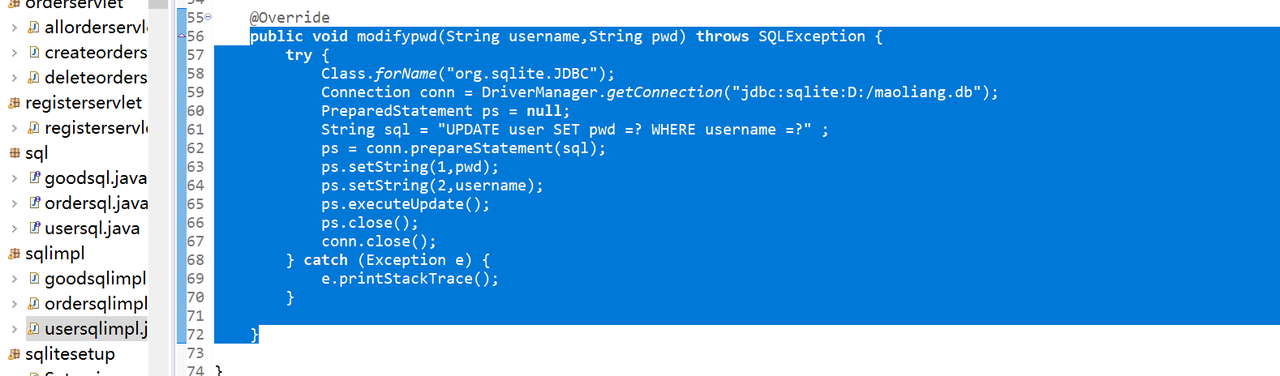 orderservlet
allorderservl
createorders
deleteorders
registerservlet
registerservl
sql
goodsql.java
ordersql.java
usersql.java
sqlimpl
goodsqlimpl
ordersqlimpl
usersqlimpl.j
sqlitesetup
55 @Override
56 public void modifypwd(String username,String pwd) throws SQLException {
57 try {
58 Class.forName("org.sqlite.JDBC");
59 Connection conn = DriverManager.getConnection("jdbc:sqlite:D:/maoliang.db");
60 PreparedStatement ps = null;
61 String sql = "UPDATE user SET pwd =? WHERE username =?" ;
62 ps = conn.prepareStatement(sql);
63 ps.setString(1,pwd);
64 ps.setString(2,username);
65 ps.executeUpdate();
66 ps.close();
67 conn.close();
68 } catch (Exception e) {
69 e.printStackTrace();
70 }
71
72 }
73
74 }